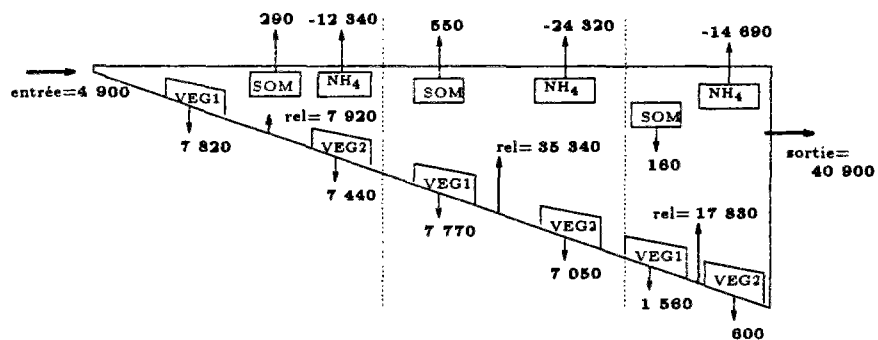 290 -12 340 550 -24 320 -14 690
entrée=4 900 VEG1 SOM NH₄ SOM NH₄ SOM NH₄
rel= 7 920
7 820 VEG2
7 440
VEG1
7 770
rel= 35 340
VEG2
7 050
160
sortie=
40 900
rel= 17 830
VEG1
1 560
VEG2
600